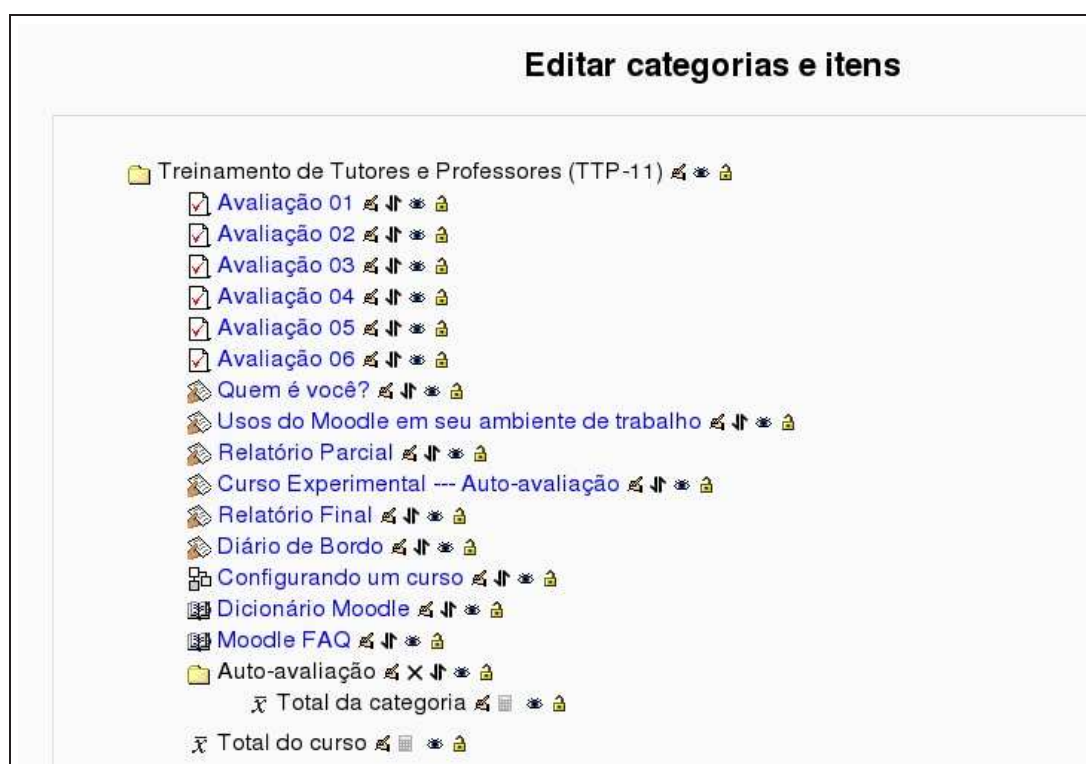 Editar categorias e itens
Treinamento de Tutores e Professores (TTP-11)
Avaliação 01
Avaliação 02
Avaliação 03
Avaliação 04
Avaliação 05
Avaliação 06
Quem é você?
Usos do Moodle em seu ambiente de trabalho
Relatório Parcial
Curso Experimental --- Auto-avaliação
Relatório Final
Diário de Bordo
Configurando um curso
Dicionário Moodle
Moodle FAQ
Auto-avaliação
x̅ Total da categoria
x̅ Total do curso